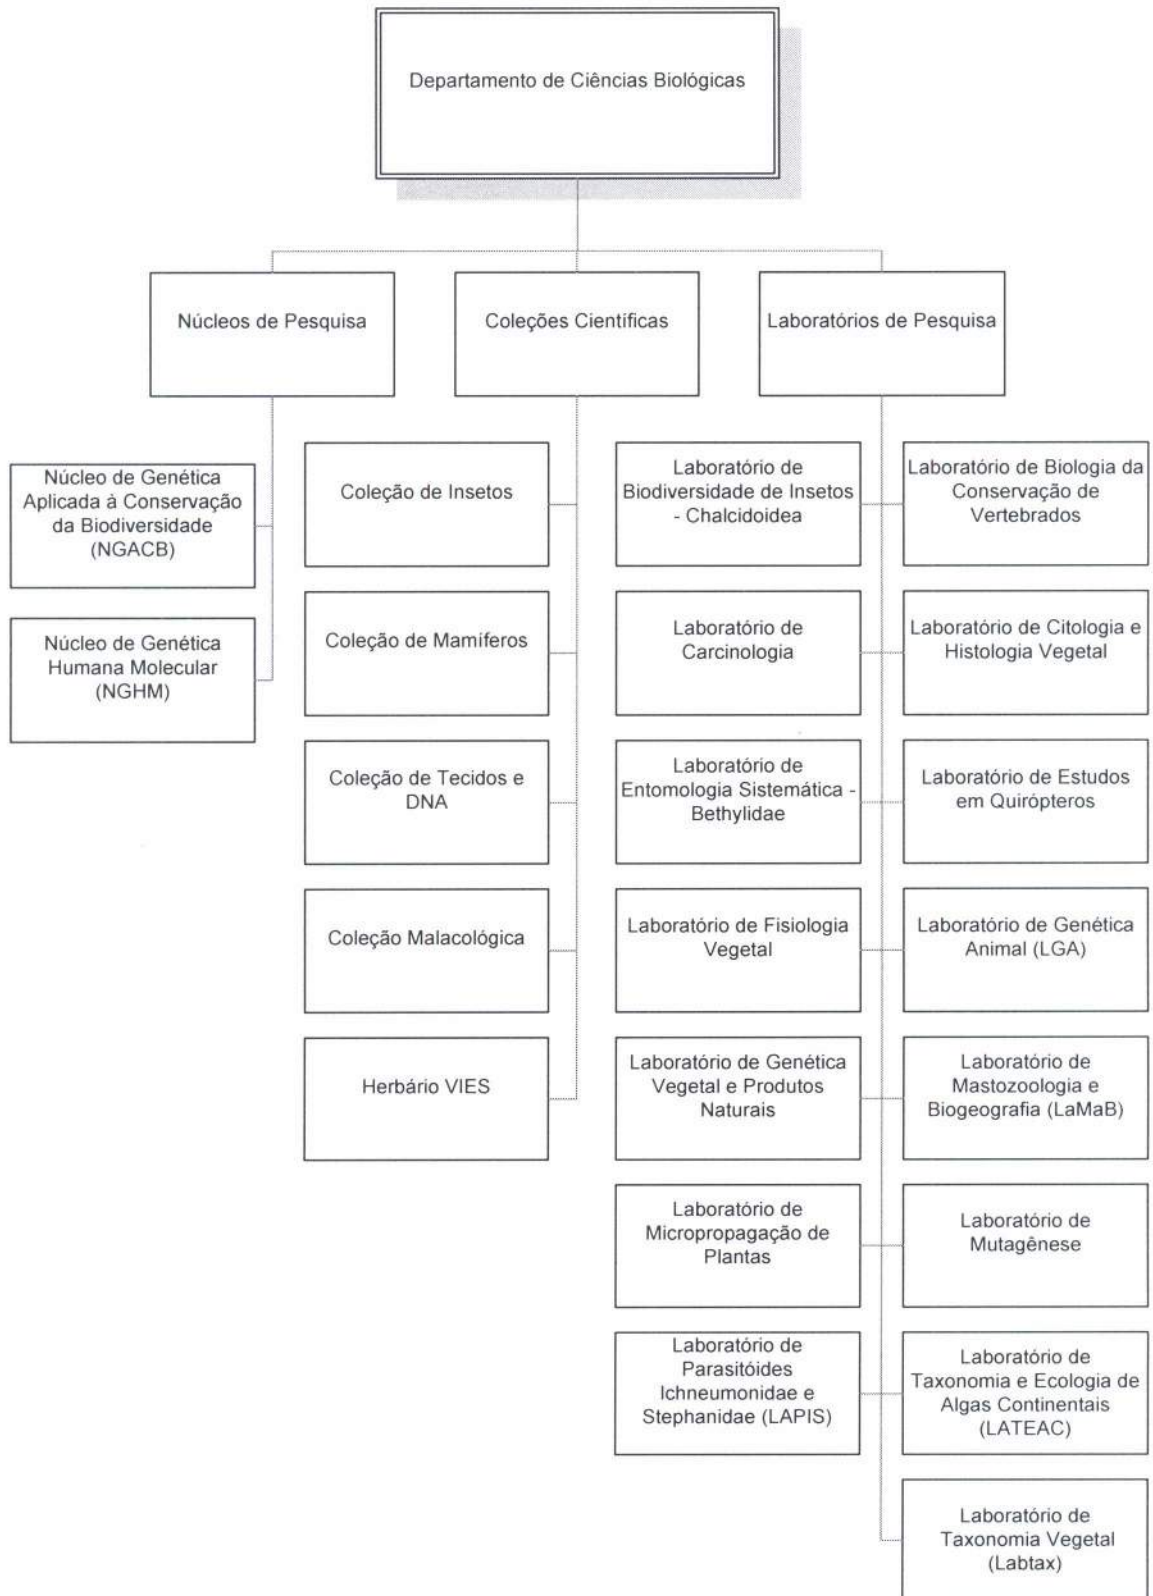 Departamento de Ciências Biológicas
Núcleos de Pesquisa
Coleções Científicas
Laboratórios de Pesquisa
Núcleo de Genética
Aplicada à Conservação
da Biodiversidade
(NGACB)
Núcleo de Genética
Humana Molecular
(NGHM)
Coleção de Insetos
Coleção de Mamíferos
Coleção de Tecidos e
DNA
Coleção Malacológica
Herbário VIES
Laboratório de
Biodiversidade de Insetos
- Chalcidoidea
Laboratório de Biologia da
Conservação de
Vertebrados
Laboratório de
Carcinologia
Laboratório de Citologia e
Histologia Vegetal
Laboratório de
Entomologia Sistemática -
Bethylidae
Laboratório de Estudos
em Quirópteros
Laboratório de Fisiologia
Vegetal
Laboratório de Genética
Animal (LGA)
Laboratório de Genética
Vegetal e Produtos
Naturais
Laboratório de
Mastozoologia e
Biogeografia (LaMaB)
Laboratório de
Micropropagação de
Plantas
Laboratório de
Mutagênese
Laboratório de
Parasitóides
Ichneumonidae e
Stephanidae (LAPIS)
Laboratório de
Taxonomia e Ecologia de
Algas Continentais
(LATEAC)
Laboratório de
Taxonomia Vegetal
(Labtax)